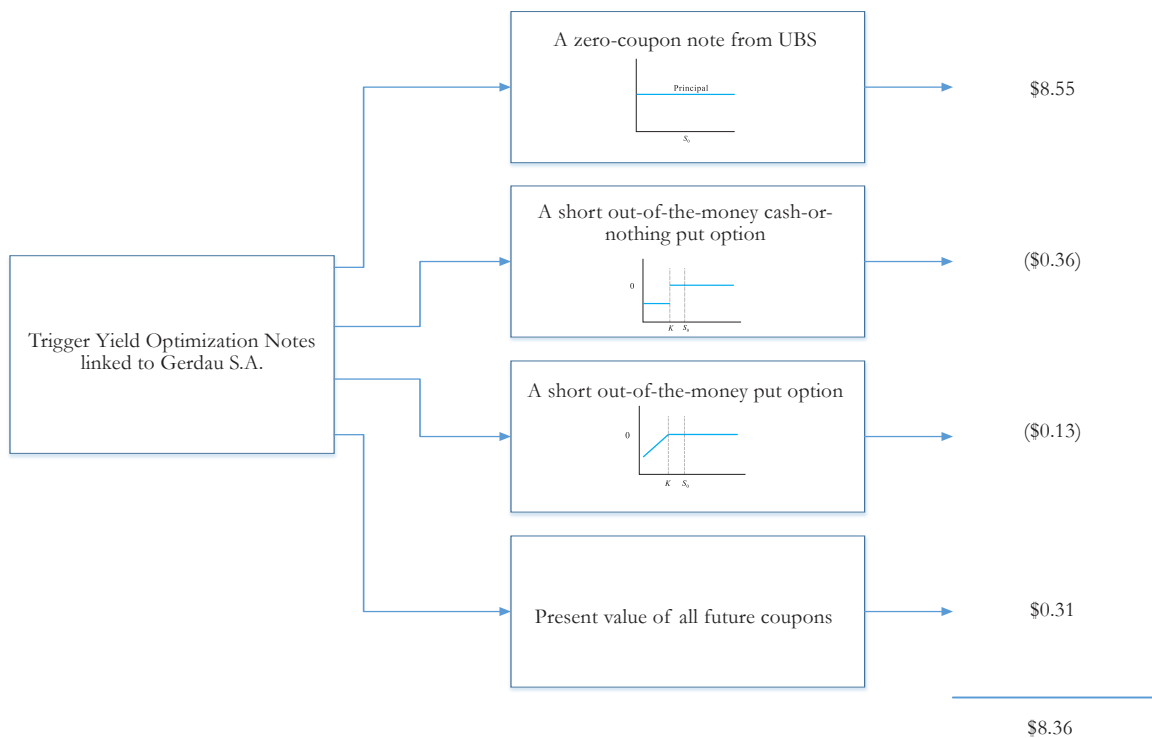 A zero-coupon note from UBS
Principal
S0
$8.55
A short out-of-the-money cash-or-
nothing put option
0
K S0
($0.36)
Trigger Yield Optimization Notes
linked to Gerdau S.A.
A short out-of-the-money put option
0
K S0
($0.13)
Present value of all future coupons
$0.31
$8.36